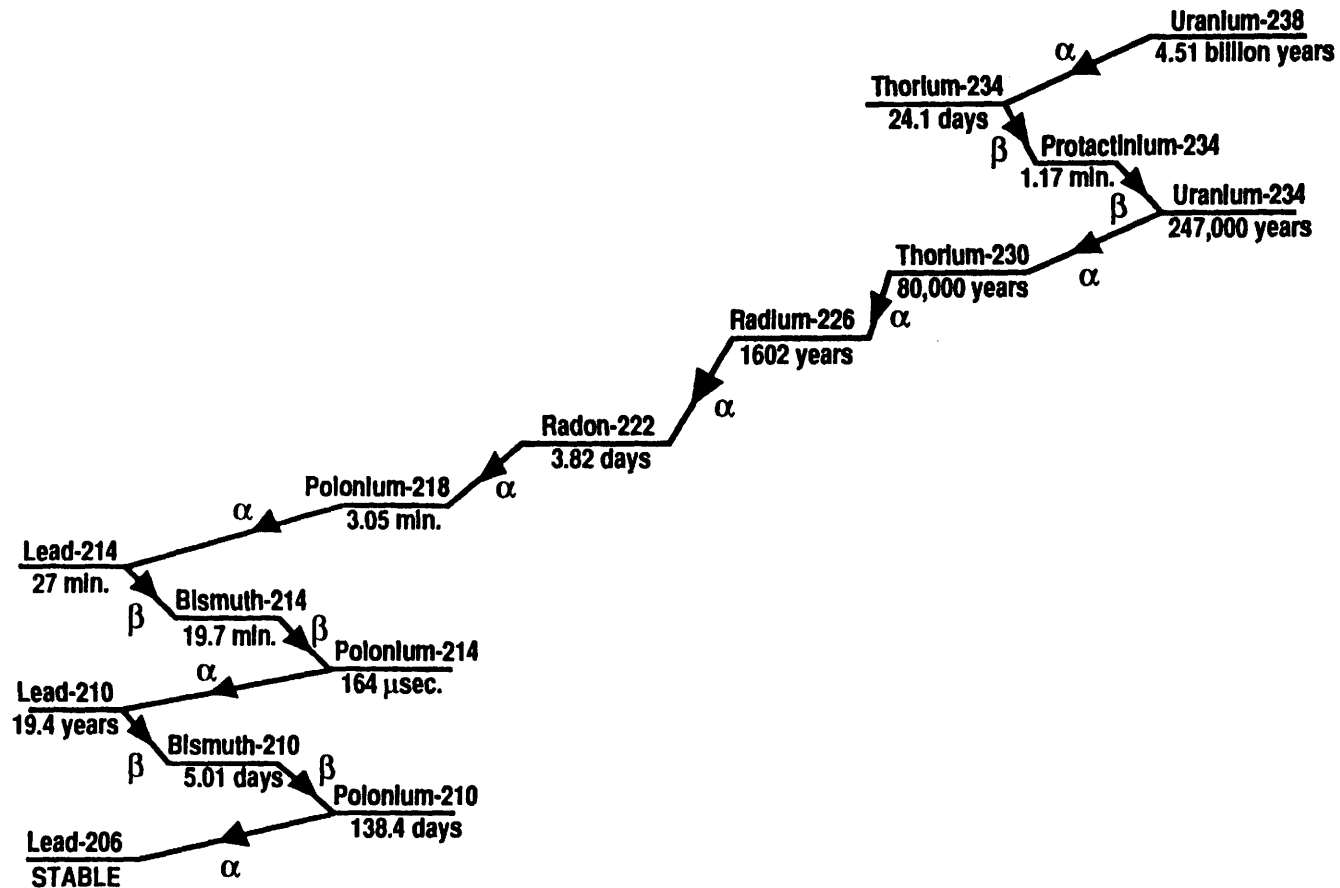 Uranium-238
α
4.51 billion years
Thorium-234
24.1 days
β
Protactinium-234
1.17 min.
β
Uranium-234
247,000 years
α
Thorium-230
80,000 years
α
Radium-226
1602 years
α
Radon-222
3.82 days
α
Polonium-218
3.05 min.
α
Lead-214
27 min.
β
Bismuth-214
19.7 min.
β
Polonium-214
164 μsec.
α
Lead-210
19.4 years
β
Bismuth-210
5.01 days
β
Polonium-210
138.4 days
α
Lead-206
STABLE